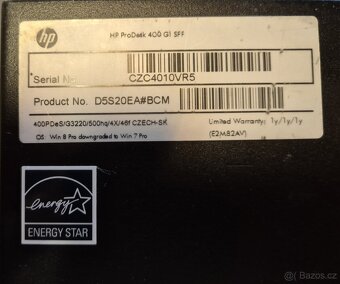 hp
HP ProDesk 400 G1 SFF
Serial No. CZC4010VR5
Product No. D5S20EA#BCM
400PDeS/G3220/500hq/4X/46f CZECH-SK
Limited Warranty: 1y/1y/1y
OS: Win 8 Pro downgraded to Win 7 Pro
(E2M82AV)
energy
ENERGY STAR
Bazos.cz